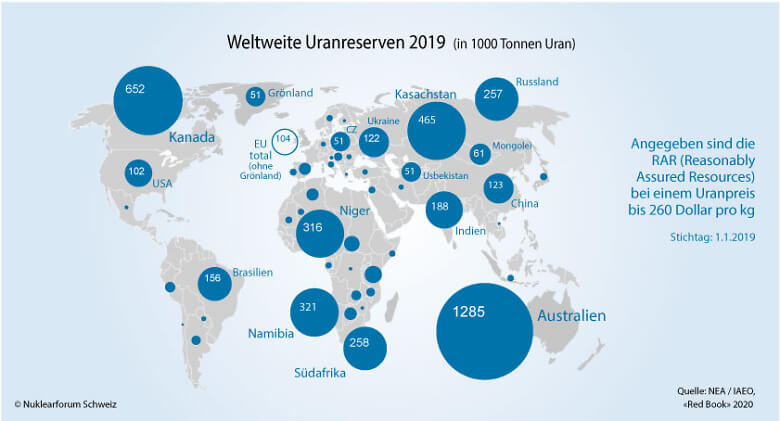 Weltweite Uranreserven 2019 (in 1000 Tonnen Uran)
652
Kanada
51
Grönland
Kasachstan
465
Russland
257
Ukraine
122
CZ
51
EU
total
(ohne
Grönland)
104
102
USA
51
Usbekistan
Mongolei
61
123
China
188
Indien
Niger
316
156
Brasilien
321
Namibia
258
Südafrika
1285
Australien
Angegeben sind die
RAR (Reasonably
Assured Resources)
bei einem Uranpreis
bis 260 Dollar pro kg
Stichtag: 1.1.2019
© Nuklearforum Schweiz
Quelle: NEA / IAEO,
«Red Book» 2020